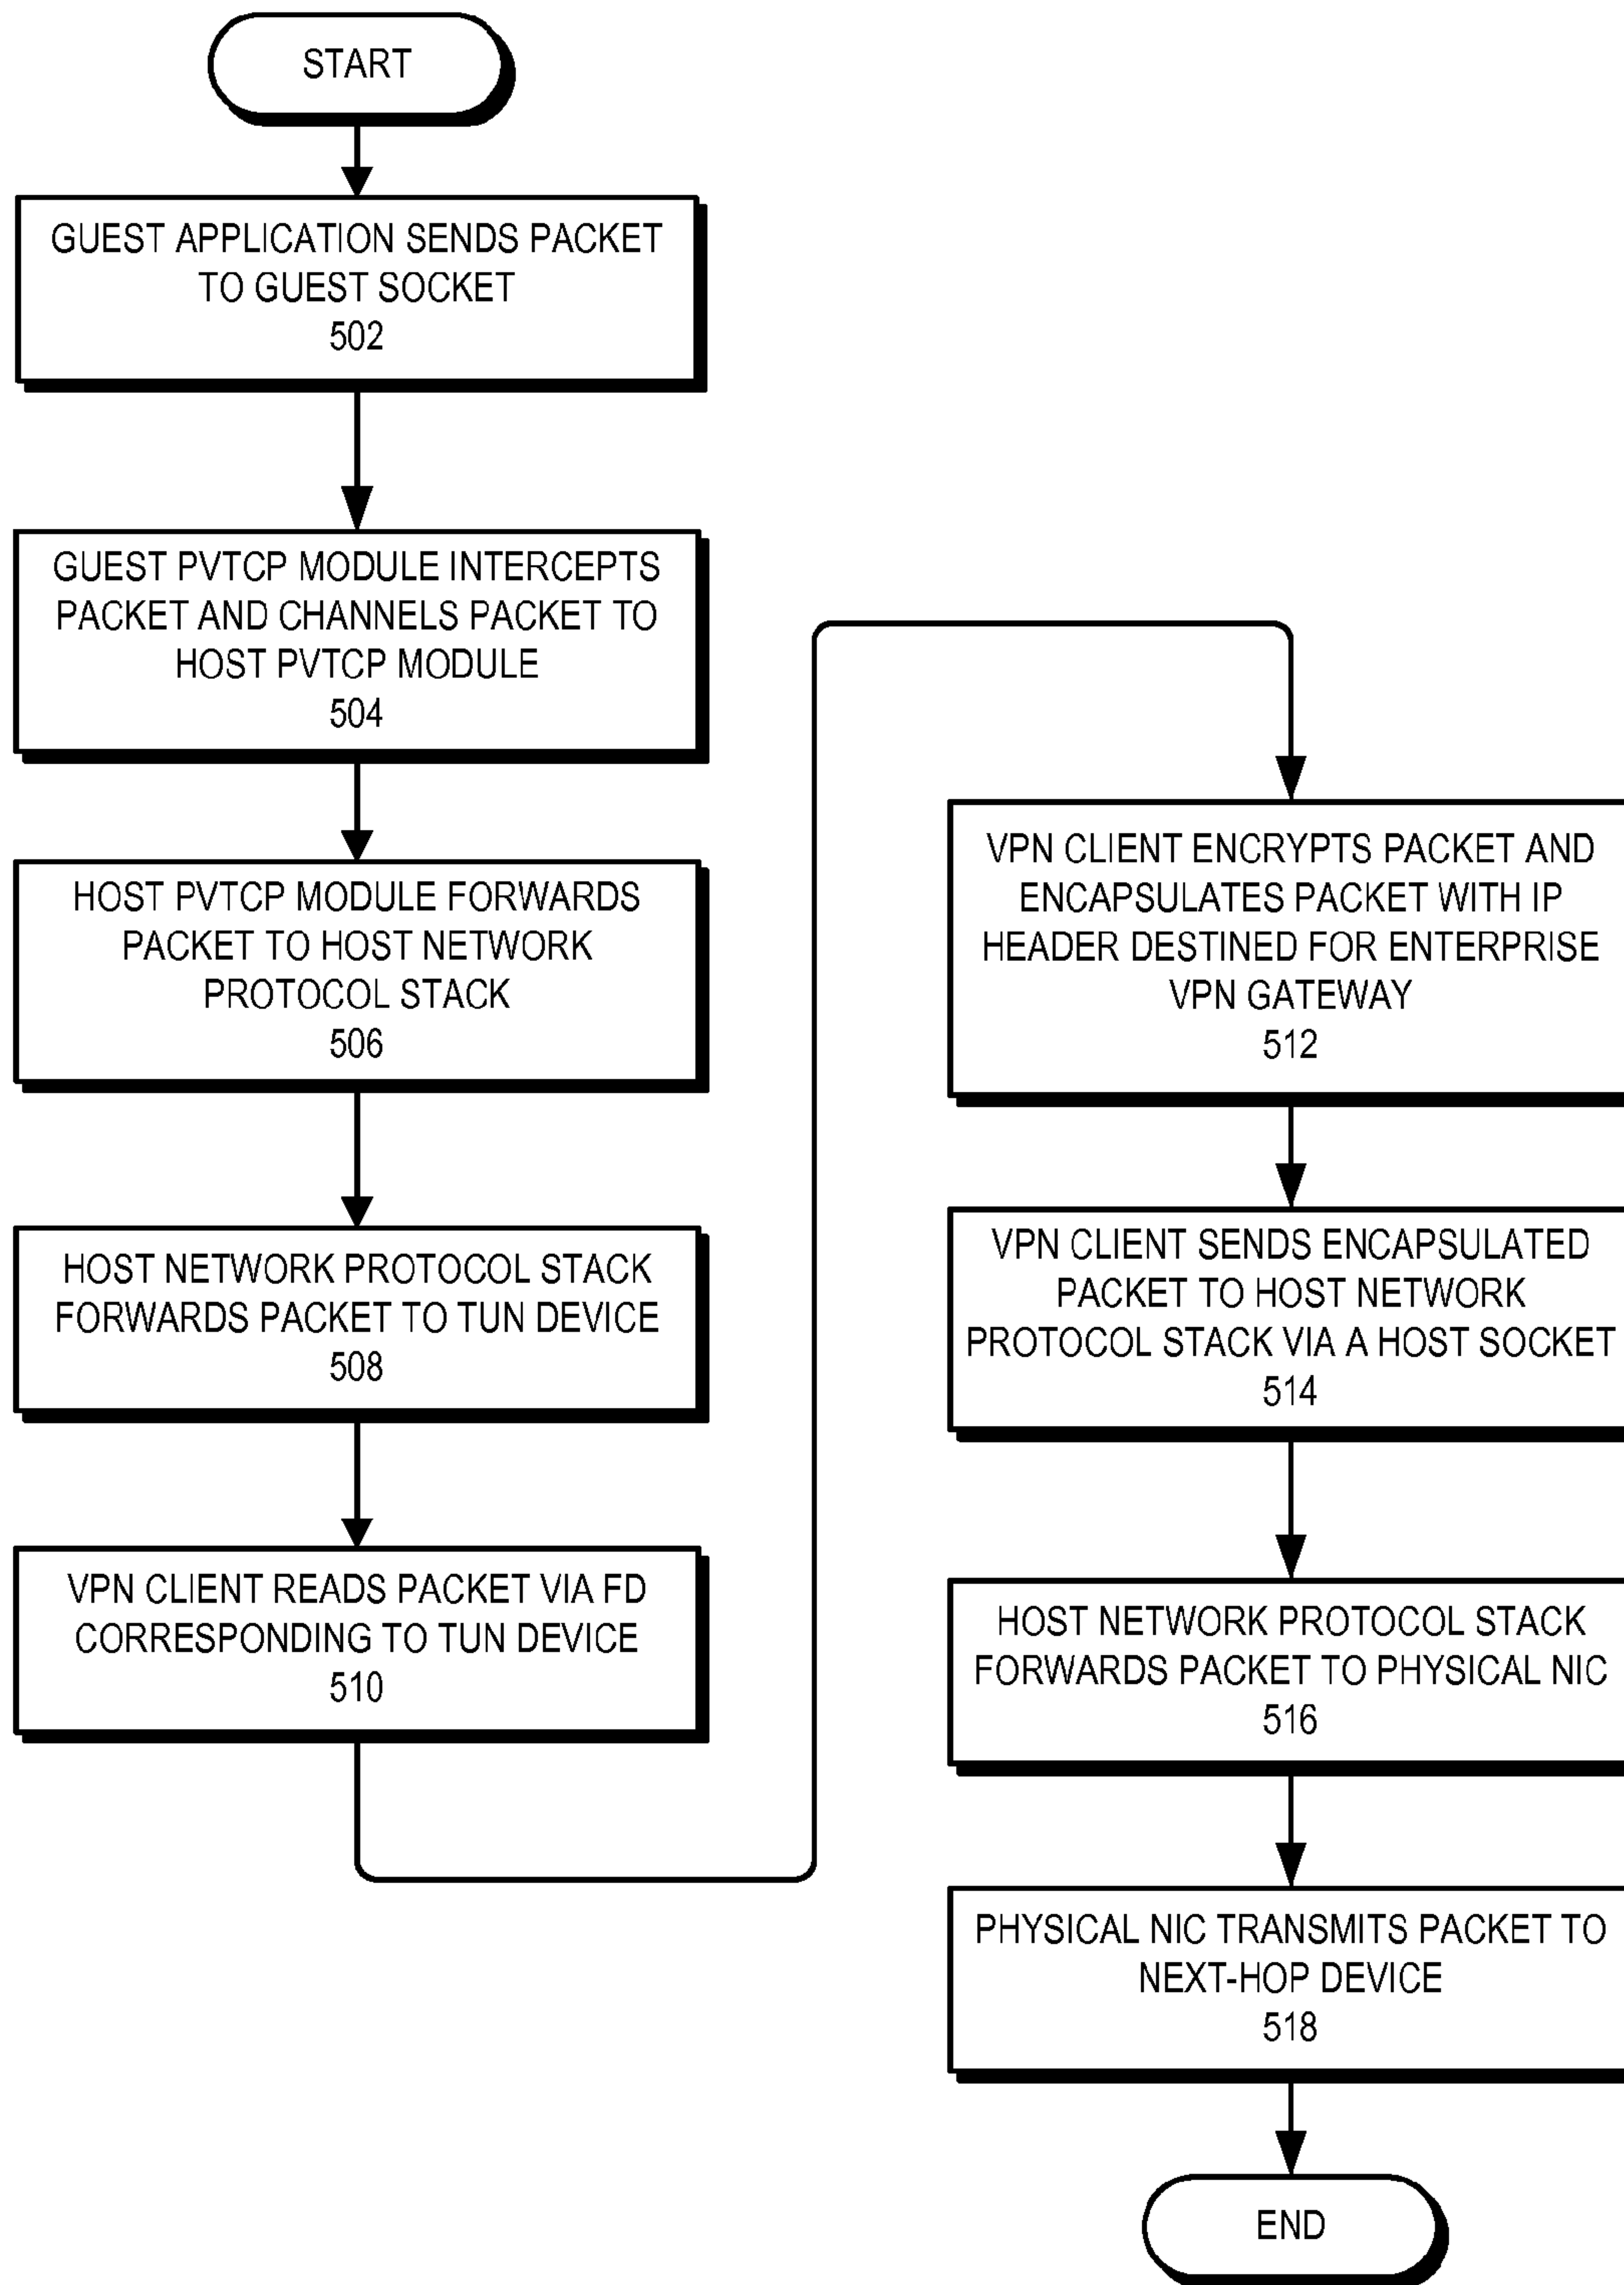 START
GUEST APPLICATION SENDS PACKET
TO GUEST SOCKET
502
GUEST PVTCP MODULE INTERCEPTS
PACKET AND CHANNELS PACKET TO
HOST PVTCP MODULE
504
HOST PVTCP MODULE FORWARDS
PACKET TO HOST NETWORK
PROTOCOL STACK
506
HOST NETWORK PROTOCOL STACK
FORWARDS PACKET TO TUN DEVICE
508
VPN CLIENT READS PACKET VIA FD
CORRESPONDING TO TUN DEVICE
510
VPN CLIENT ENCRYPTS PACKET AND
ENCAPSULATES PACKET WITH IP
HEADER DESTINED FOR ENTERPRISE
VPN GATEWAY
512
VPN CLIENT SENDS ENCAPSULATED
PACKET TO HOST NETWORK
PROTOCOL STACK VIA A HOST SOCKET
514
HOST NETWORK PROTOCOL STACK
FORWARDS PACKET TO PHYSICAL NIC
516
PHYSICAL NIC TRANSMITS PACKET TO
NEXT-HOP DEVICE
518
END